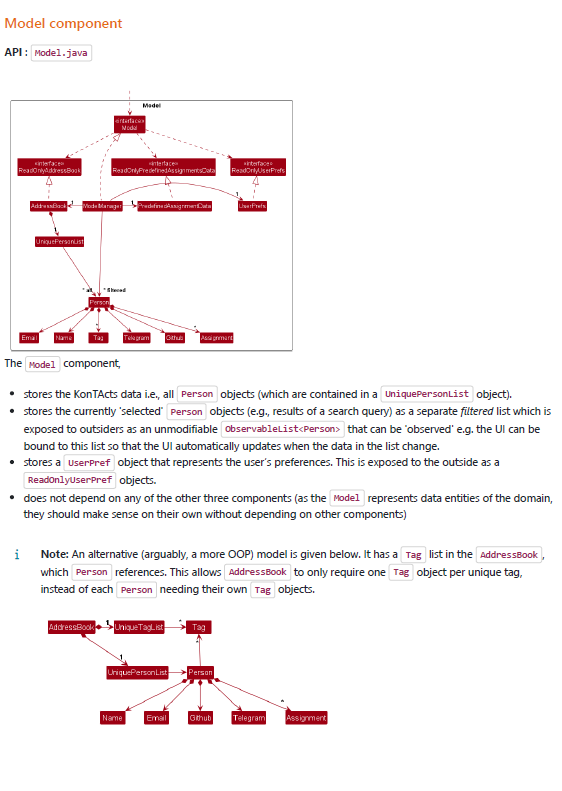 Model component
API : Model.java
Model
«interface»
Model
«interface»
ReadOnlyAddressBook
«interface»
ReadOnlyPredefinedAssignmentsData
«interface»
ReadOnlyUserPrefs
AddressBook
1
ModelManager
1
PredefinedAssignmentData
1
UserPrefs
1
UniquePersonList
* all
* filtered
Person
*
*
Email
Name
Tag
Telegram
Github
Assignment
The Model component,
• stores the KonTActs data i.e., all Person objects (which are contained in a UniquePersonList object).
• stores the currently 'selected' Person objects (e.g., results of a search query) as a separate filtered list which is
exposed to outsiders as an unmodifiable ObservableList<Person> that can be 'observed' e.g. the UI can be
bound to this list so that the UI automatically updates when the data in the list change.
• stores a UserPref object that represents the user's preferences. This is exposed to the outside as a
ReadOnlyUserPref objects.
• does not depend on any of the other three components (as the Model represents data entities of the domain,
they should make sense on their own without depending on other components)
i Note: An alternative (arguably, a more OOP) model is given below. It has a Tag list in the AddressBook ,
which Person references. This allows AddressBook to only require one Tag object per unique tag,
instead of each Person needing their own Tag objects.
AddressBook
1
UniqueTagList
*
Tag
*
1
UniquePersonList
Person
*
Name
Email
Github
Telegram
Assignment